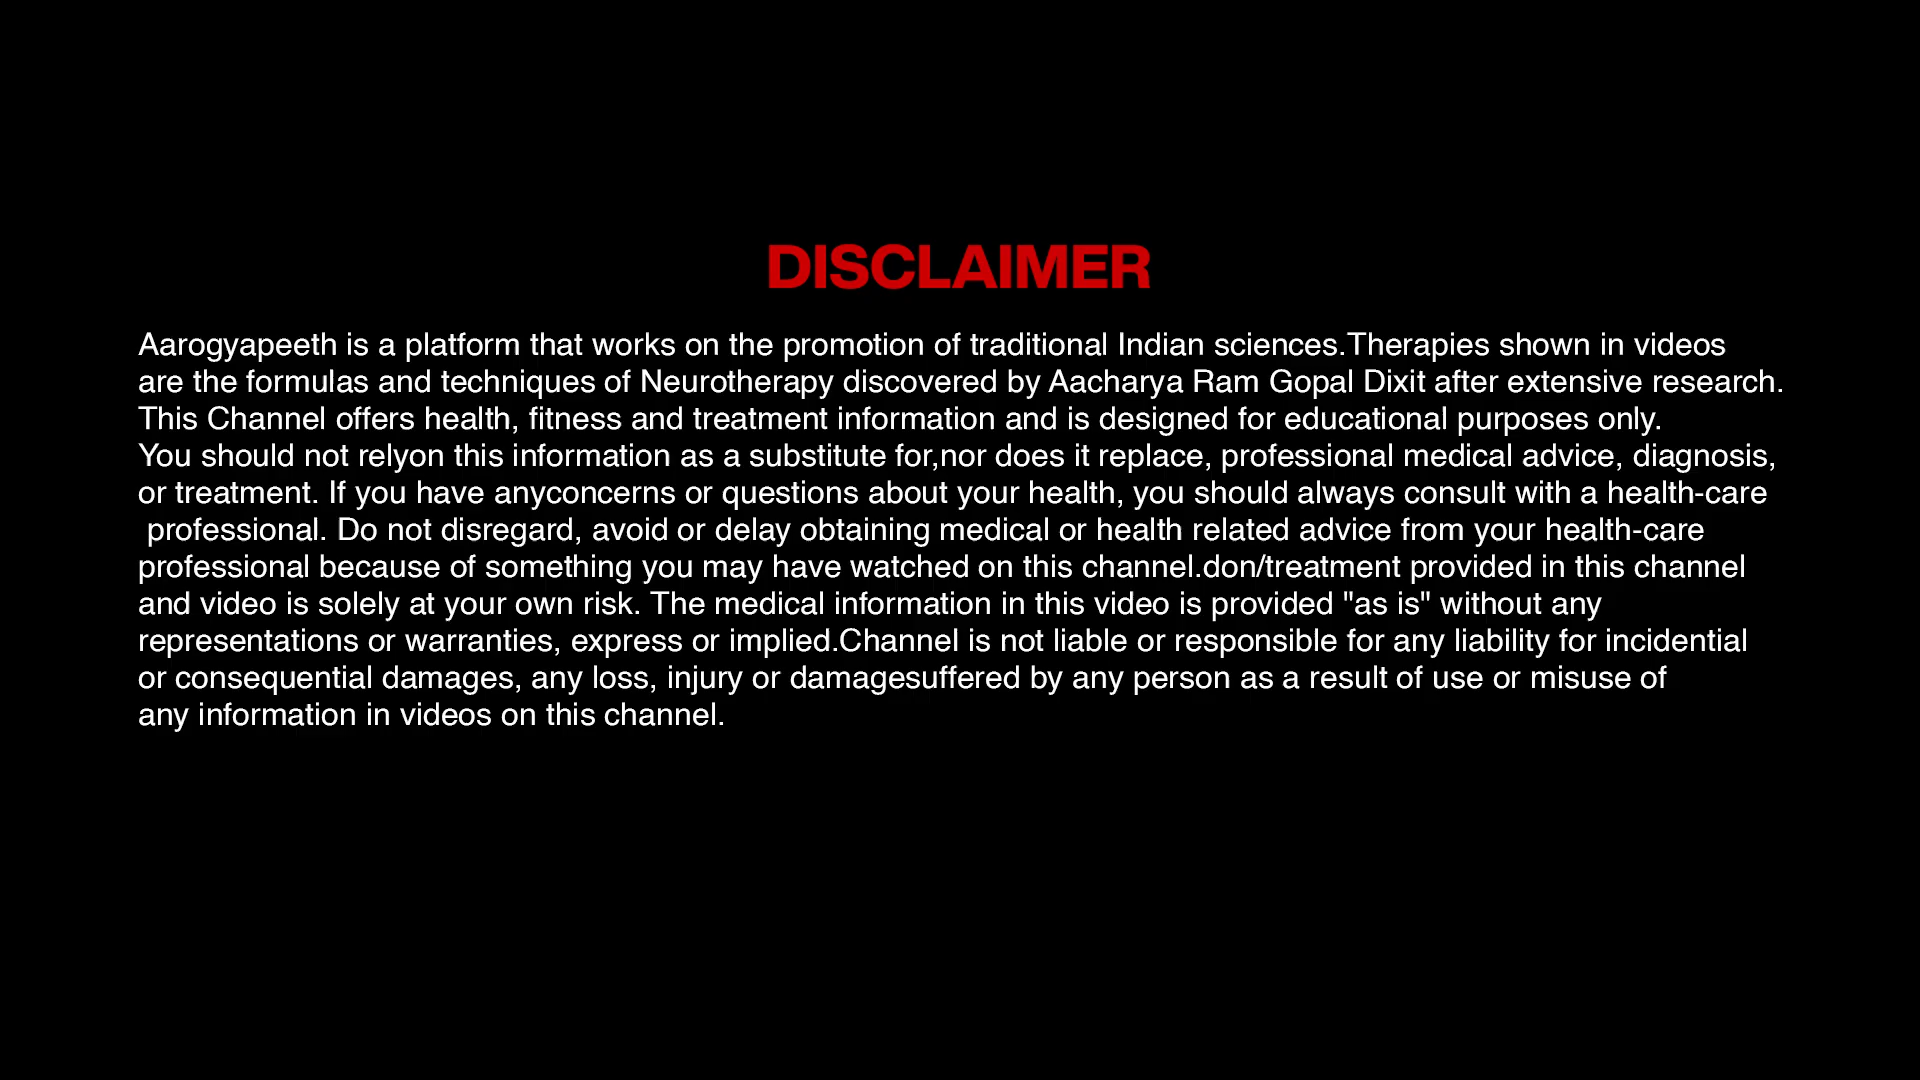 DISCLAIMER
Aarogyapeeth is a platform that works on the promotion of traditional Indian sciences.Therapies shown in videos
are the formulas and techniques of Neurotherapy discovered by Aacharya Ram Gopal Dixit after extensive research.
This Channel offers health, fitness and treatment information and is designed for educational purposes only.
You should not relyon this information as a substitute for,nor does it replace, professional medical advice, diagnosis,
or treatment. If you have anyconcerns or questions about your health, you should always consult with a health-care
professional. Do not disregard, avoid or delay obtaining medical or health related advice from your health-care
professional because of something you may have watched on this channel.don/treatment provided in this channel
and video is solely at your own risk. The medical information in this video is provided "as is" without any
representations or warranties, express or implied.Channel is not liable or responsible for any liability for incidential
or consequential damages, any loss, injury or damagesuffered by any person as a result of use or misuse of
any information in videos on this channel.